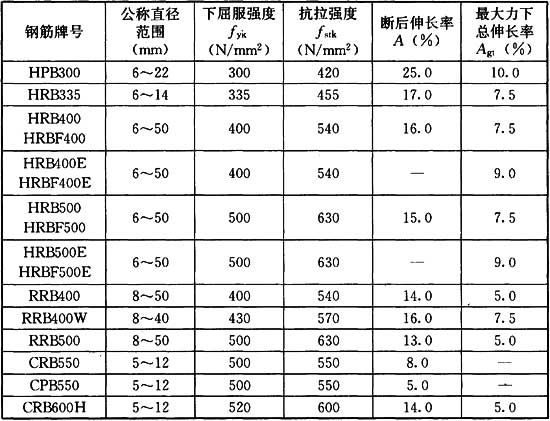 钢筋牌号 公称直径范围(mm) 下屈服强度 fyk (N/mm²) 抗拉强度 fstk (N/mm²) 断后伸长率 A(%) 最大力下总伸长率 Agt(%)
HPB300 6～22 300 420 25.0 10.0
HRB335 6～14 335 455 17.0 7.5
HRB400 HRBF400 6～50 400 540 16.0 7.5
HRB400E HRBF400E 6～50 400 540 — 9.0
HRB500 HRBF500 6～50 500 630 15.0 7.5
HRB500E HRBF500E 6～50 500 630 — 9.0
RRB400 8～50 400 540 14.0 5.0
RRB400W 8～40 430 570 16.0 7.5
RRB500 8～50 500 630 13.0 5.0
CRB550 5～12 500 550 8.0 —
CPB550 5～12 500 550 5.0 —
CRB600H 5～12 520 600 14.0 5.0